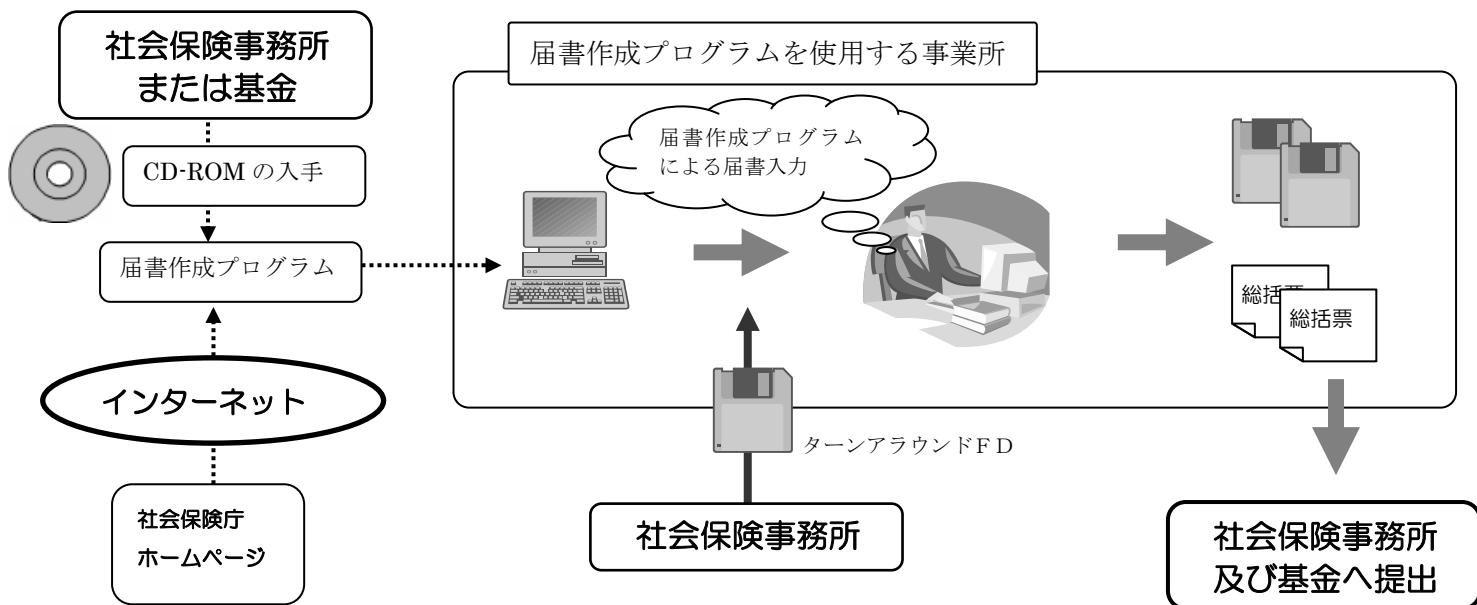 社会保険事務所
または基金
CD-ROM の入手
届書作成プログラム
インターネット
社会保険庁
ホームページ
届書作成プログラムを使用する事業所
届書作成プログラム
による届書入力
ターンアラウンドＦＤ
社会保険事務所
総括票
総括票
社会保険事務所
及び基金へ提出